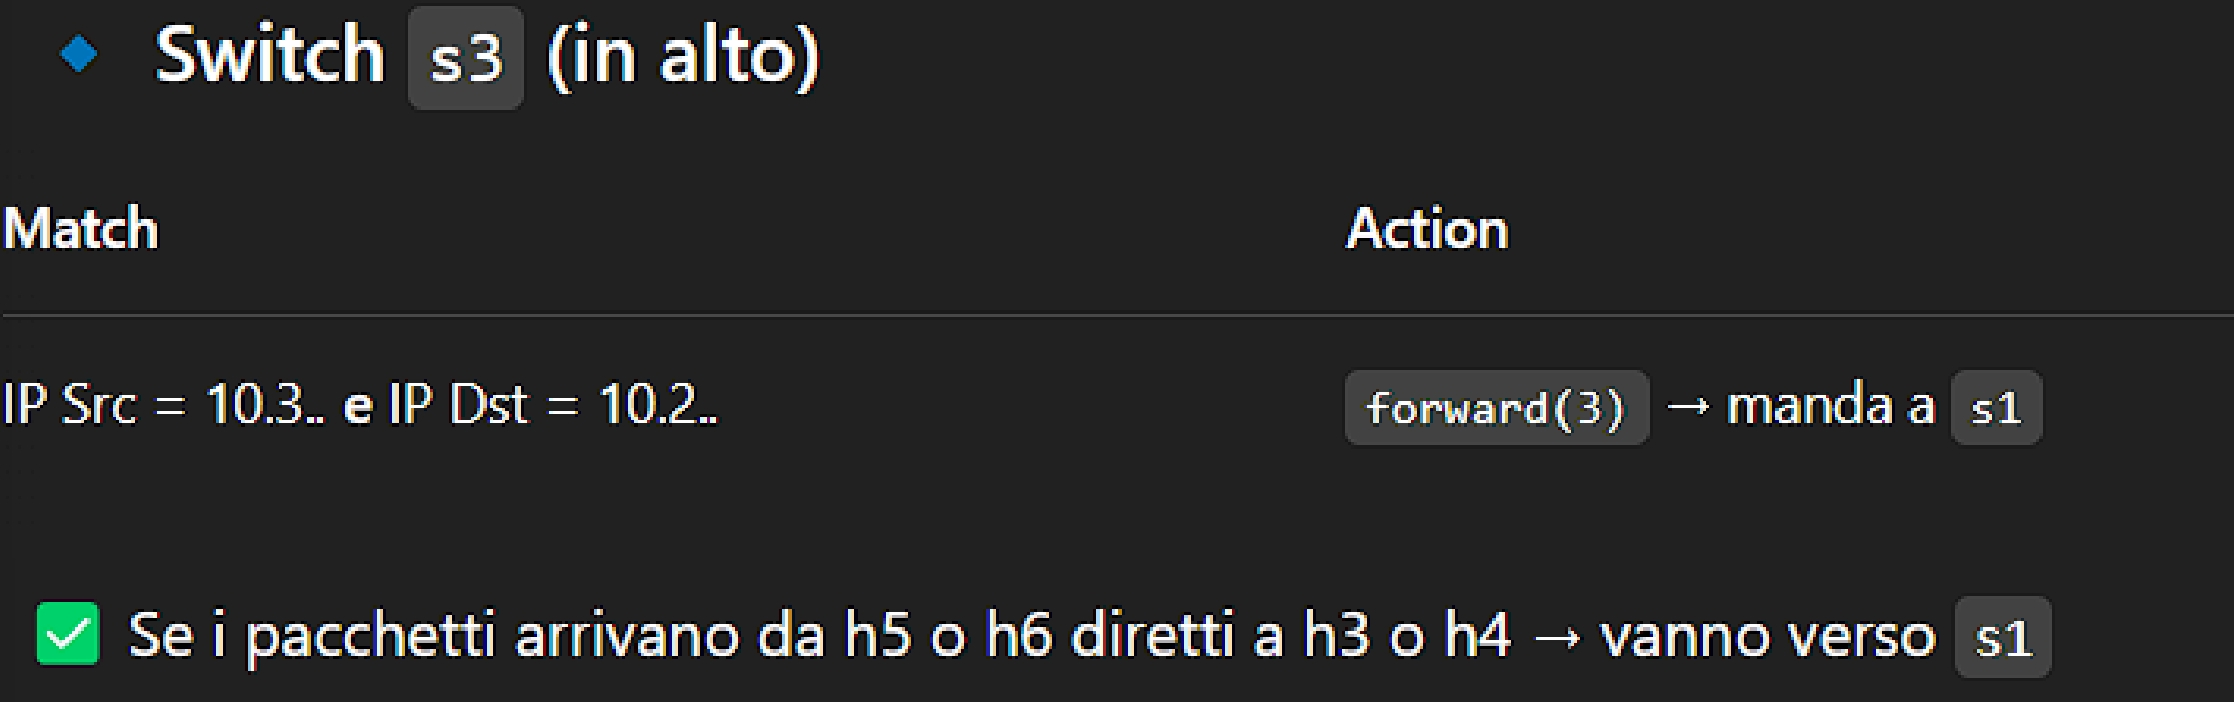 Switch s3 (in alto)
Match Action
IP Src = 10.3.. e IP Dst = 10.2.. forward(3) → manda a s1
Se i pacchetti arrivano da h5 o h6 diretti a h3 o h4 → vanno verso s1